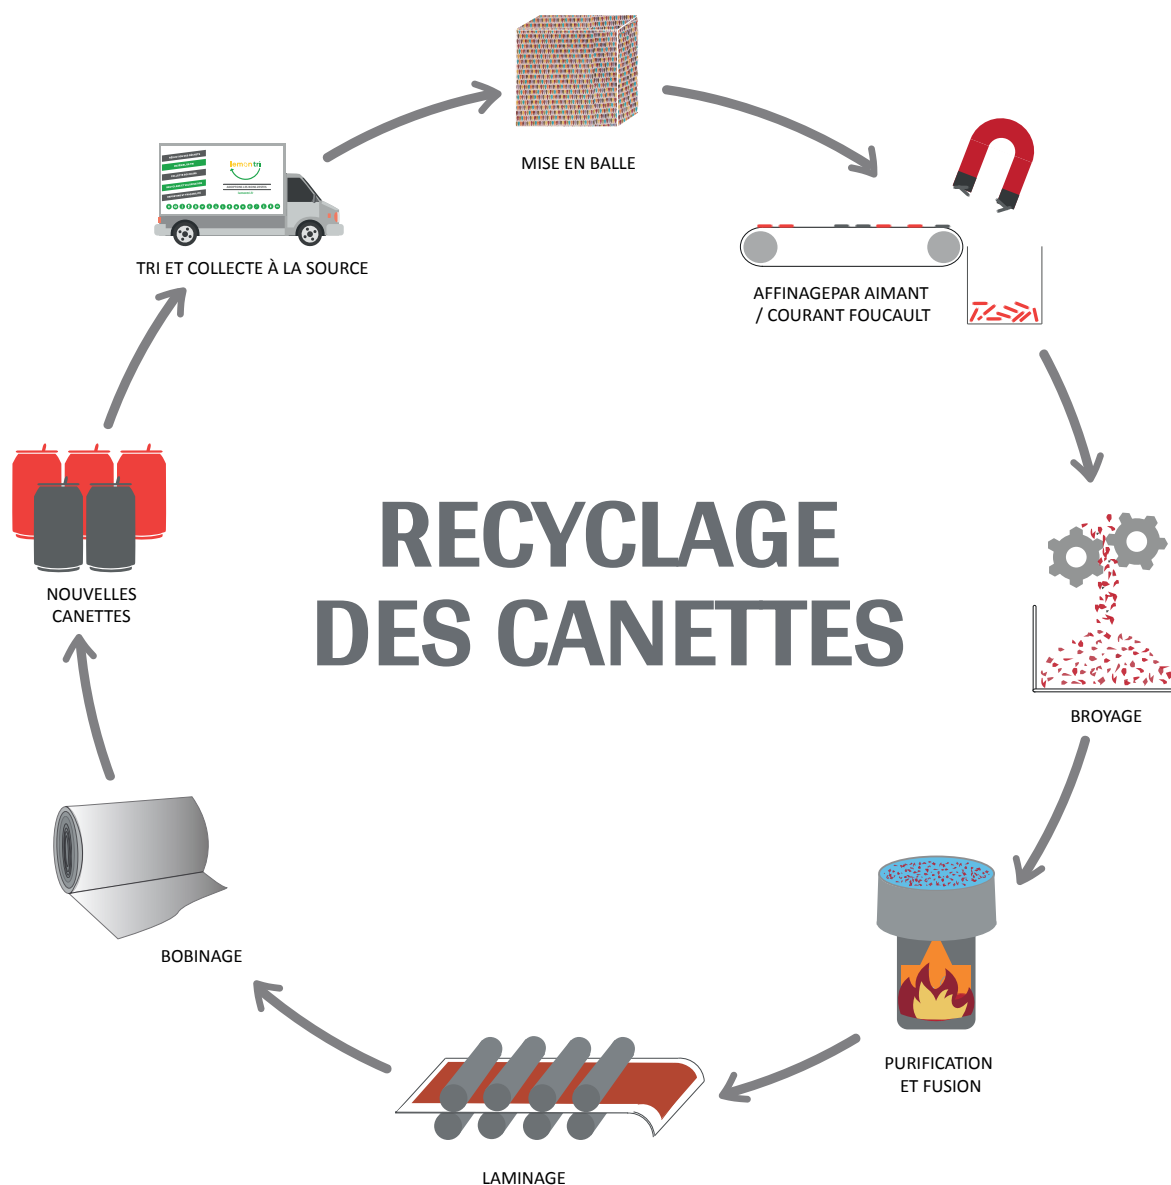 MISE EN BALLE
lemontri
TRI ET COLLECTE À LA SOURCE
AFFINAGEPAR AIMANT
/ COURANT FOUCAULT
RECYCLAGE
DES CANETTES
NOUVELLES
CANETTES
BROYAGE
BOBINAGE
PURIFICATION
ET FUSION
LAMINAGE